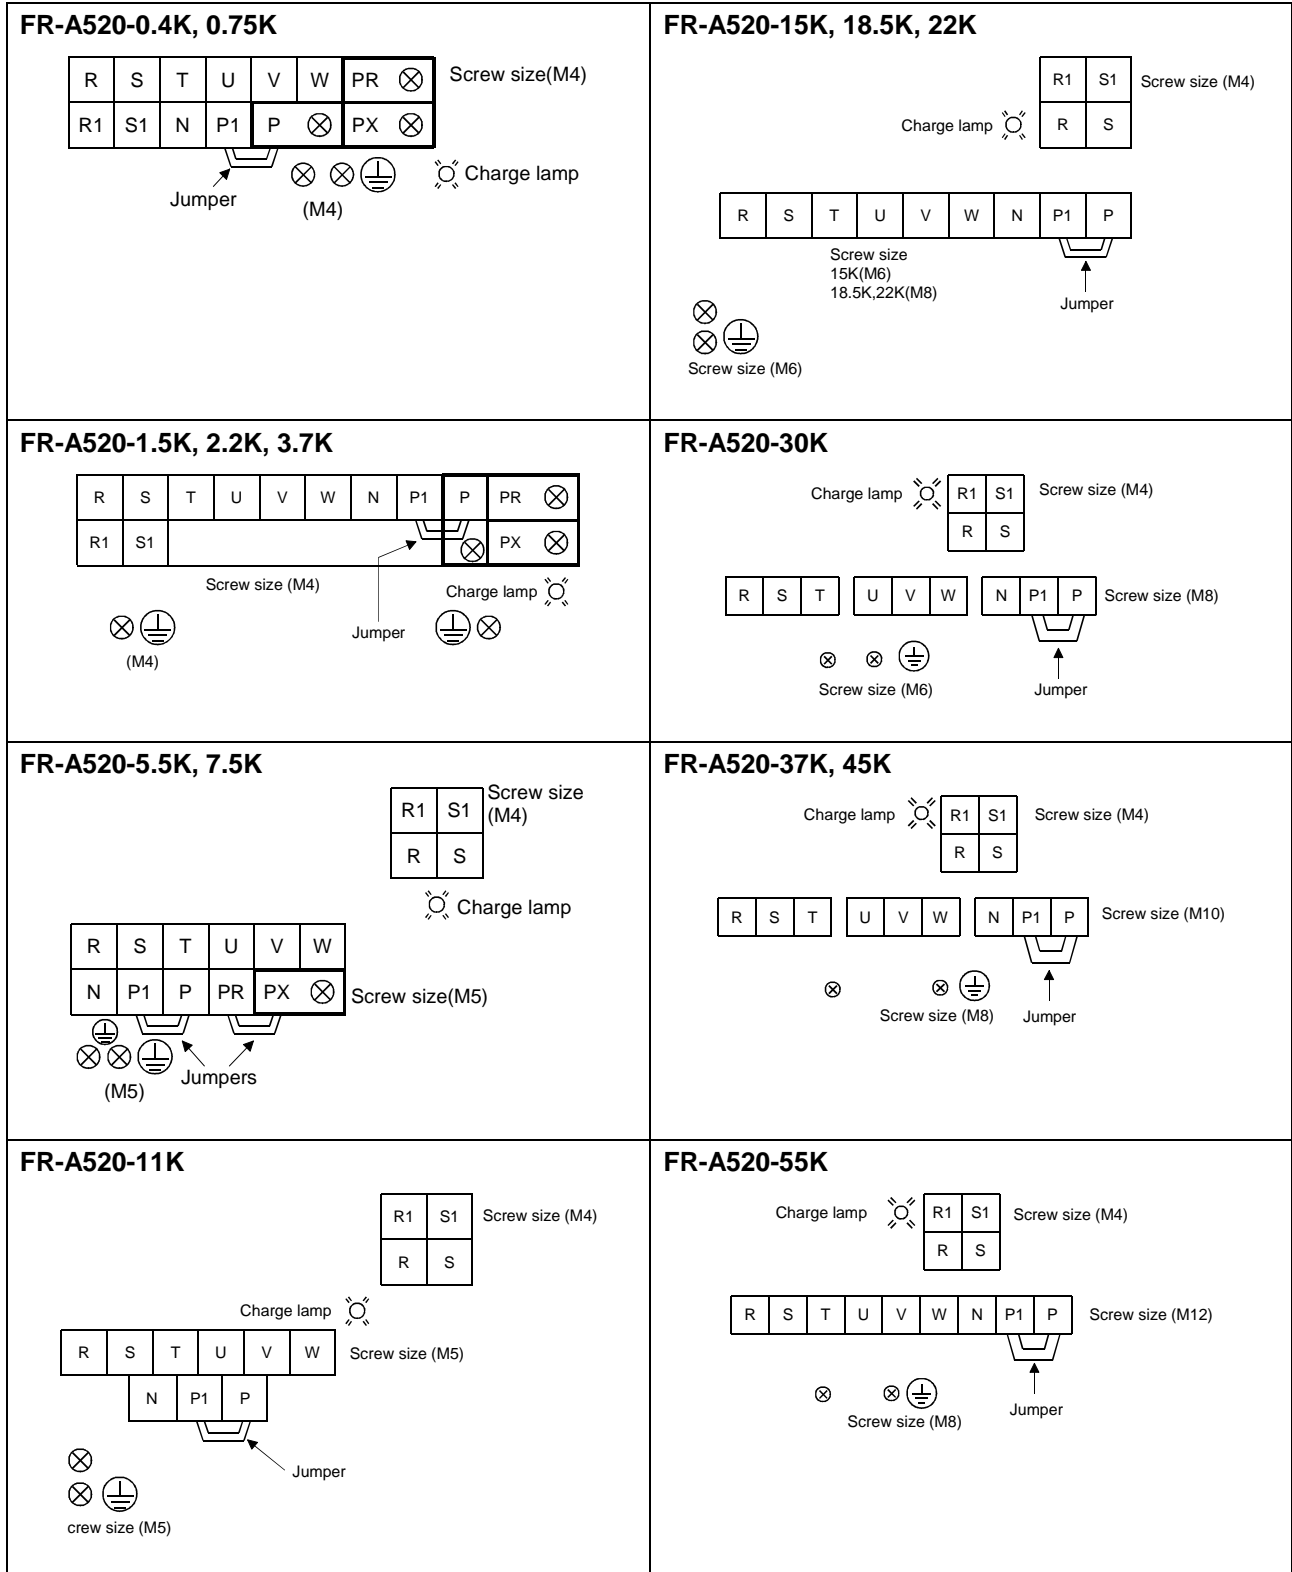 FR-A520-0.4K, 0.75K
R S T U V W PR
Screw size(M4)
R1 S1 N P1 P PX
Charge lamp
Jumper
(M4)
FR-A520-15K, 18.5K, 22K
R1 S1
Screw size (M4)
Charge lamp
R S
R S T U V W N P1 P
Screw size
15K(M6)
18.5K,22K(M8)
Jumper
Screw size (M6)
FR-A520-1.5K, 2.2K, 3.7K
R S T U V W N P1 P PR
R1 S1 PX
Screw size (M4)
Charge lamp
Jumper
(M4)
FR-A520-30K
Charge lamp
R1 S1
Screw size (M4)
R S
R S T U V W N P1 P
Screw size (M8)
Screw size (M6)
Jumper
FR-A520-5.5K, 7.5K
Screw size
(M4)
R1 S1
R S
Charge lamp
R S T U V W
N P1 P PR PX
Screw size(M5)
Jumpers
(M5)
FR-A520-37K, 45K
Charge lamp
R1 S1
Screw size (M4)
R S
R S T U V W N P1 P
Screw size (M10)
Screw size (M8)
Jumper
FR-A520-11K
R1 S1
Screw size (M4)
R S
Charge lamp
R S T U V W
Screw size (M5)
N P1 P
Jumper
crew size (M5)
FR-A520-55K
Charge lamp
R1 S1
Screw size (M4)
R S
R S T U V W N P1 P
Screw size (M12)
Jumper
Screw size (M8)